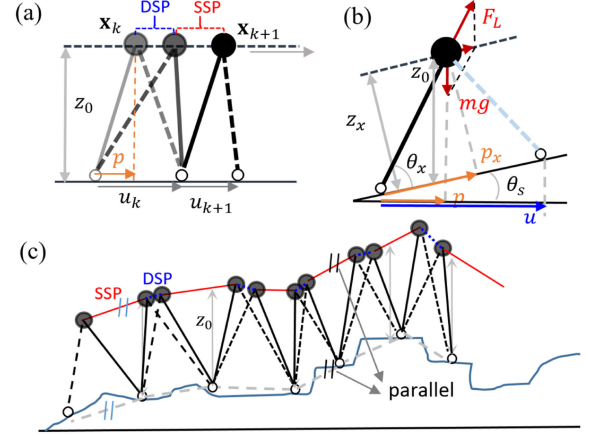 (a)
DSP
SSP
x_k
x_{k+1}
z_0
p
u_k
u_{k+1}
(b)
F_L
z_0
mg
z_x
p_x
θ_x
θ_s
p
u
(c)
SSP
DSP
z_0
parallel